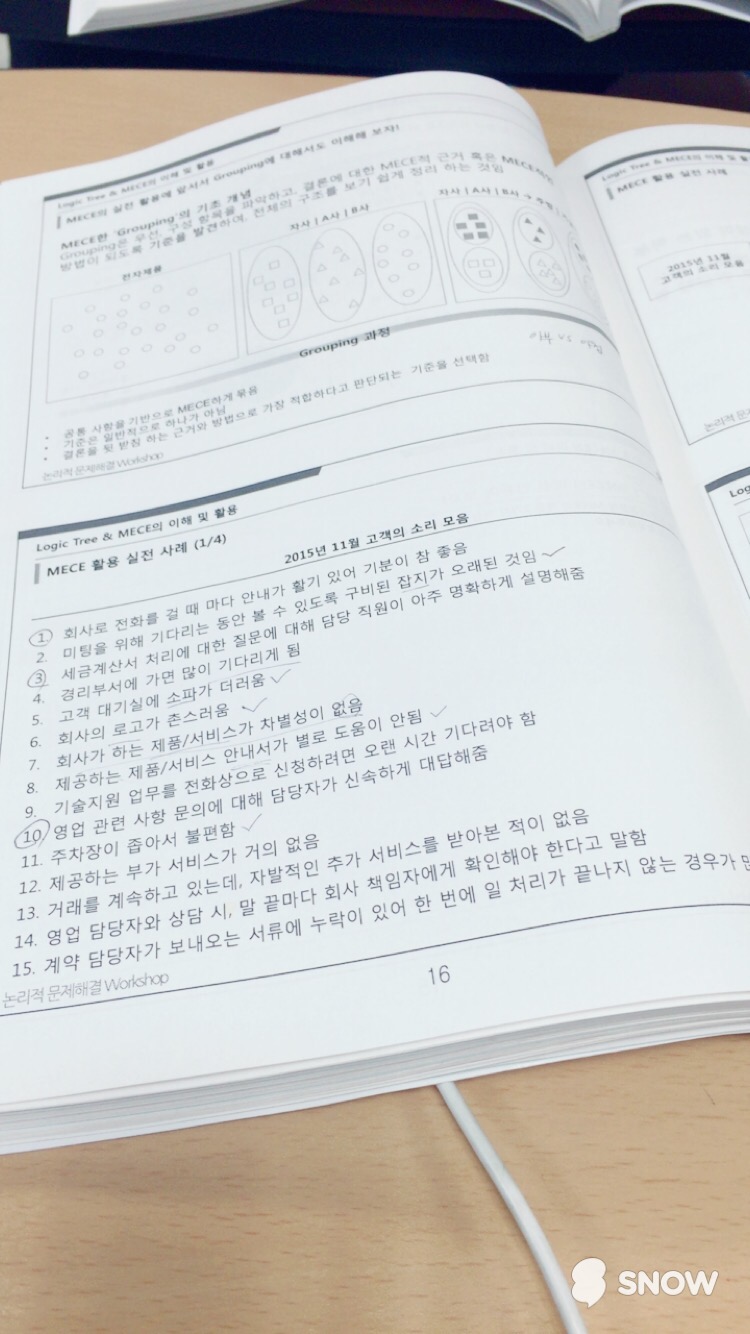 Logic Tree & MECE의 이해 및 활용
MECE의 실전 활용에 앞서서 Grouping에 대해서도 이해해 보자!
MECE한 'Grouping'의 기초 개념
Grouping은 우선, 구성 항목을 파악하고, 결론에 대한 MECE적 근거 혹은 MECE적인
방법이 되도록 기준을 발견하여, 전체의 구조를 보기 쉽게 정리 하는 것임
전자제품
자사 | A사 | B사
자사 | A사 | B사 →
Grouping 과정
vs
• 공통 사항을 기반으로 MECE하게 묶음
• 기준은 일반적으로 하나가 아님
• 결론을 뒷 받침 하는 근거와 방법으로 가장 적합하다고 판단되는 기준을 선택함
논리적 문제해결 Workshop
Logic Tree & MECE의 이해 및 활용
MECE 활용 실전 사례 (1/4)
2015년 11월 고객의 소리 모음
1. 회사로 전화를 걸 때 마다 안내가 활기 있어 기분이 참 좋음
2. 미팅을 위해 기다리는 동안 볼 수 있도록 구비된 잡지가 오래된 것임
3. 세금계산서 처리에 대한 질문에 대해 담당 직원이 아주 명확하게 설명해줌
4. 경리부서에 가면 많이 기다리게 됨
5. 고객 대기실에 소파가 더러움
6. 회사의 로고가 촌스러움
7. 회사가 하는 제품/서비스가 차별성이 없음
8. 제공하는 제품/서비스 안내서가 별로 도움이 안됨
9. 기술지원 업무를 전화상으로 신청하려면 오랜 시간 기다려야 함
10. 영업 관련 사항 문의에 대해 담당자가 신속하게 대답해줌
11. 주차장이 좁아서 불편함
12. 제공하는 부가 서비스가 거의 없음
13. 거래를 계속하고 있는데, 자발적인 추가 서비스를 받아본 적이 없음
14. 영업 담당자와 상담 시, 말 끝마다 회사 책임자에게 확인해야 한다고 말함
15. 계약 담당자가 보내오는 서류에 누락이 있어 한 번에 일 처리가 끝나지 않는 경우가
논리적 문제해결 Workshop
16
Logic Tree & MECE의 이해 및 활
MECE 활용 실전 사례
2015년 11월
고객의 소리 모음
논리적 문
Log
SNOW